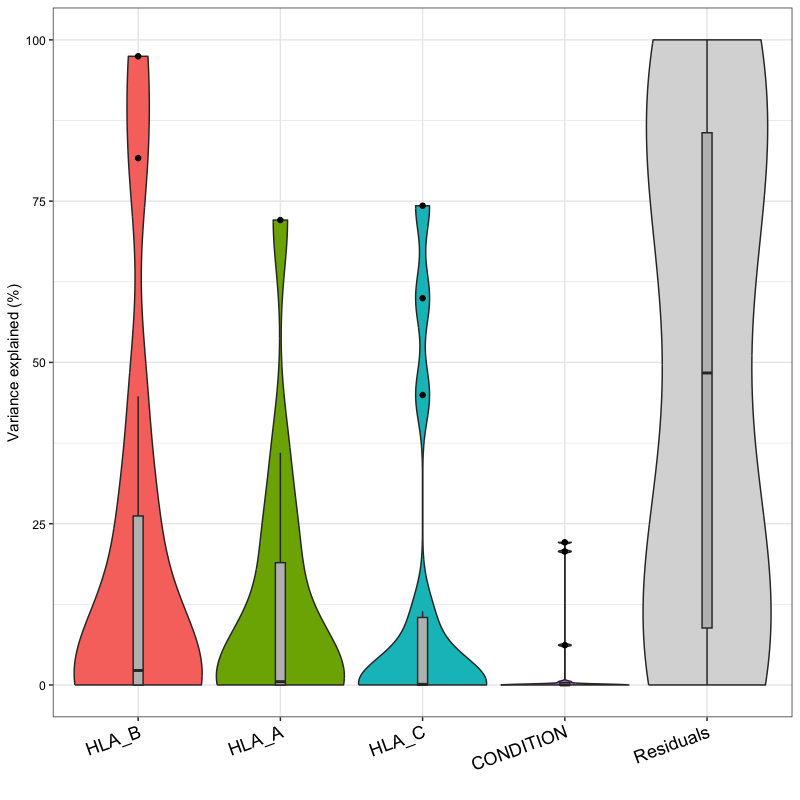 Variance explained (%)
100
75
50
25
0
HLA_B
HLA_A
HLA_C
CONDITION
Residuals